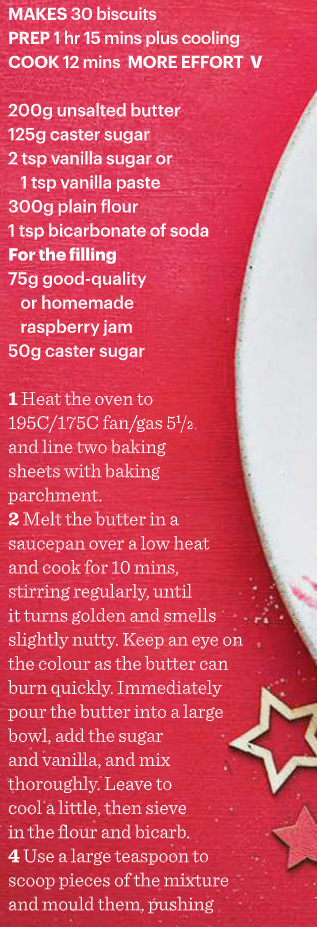 MAKES 30 biscuits
PREP 1 hr 15 mins plus cooling
COOK 12 mins MORE EFFORT V
200g unsalted butter
125g caster sugar
2 tsp vanilla sugar or
1 tsp vanilla paste
300g plain flour
1 tsp bicarbonate of soda
For the filling
75g good-quality
or homemade
raspberry jam
50g caster sugar
1 Heat the oven to
195C/175C fan/gas 5½
and line two baking
sheets with baking
parchment.
2 Melt the butter in a
saucepan over a low heat
and cook for 10 mins,
stirring regularly, until
it turns golden and smells
slightly nutty. Keep an eye on
the colour as the butter can
burn quickly. Immediately
pour the butter into a large
bowl, add the sugar
and vanilla, and mix
thoroughly. Leave to
cool a little, then sieve
in the flour and bicarb.
4 Use a large teaspoon to
scoop pieces of the mixture
and mould them, pushing